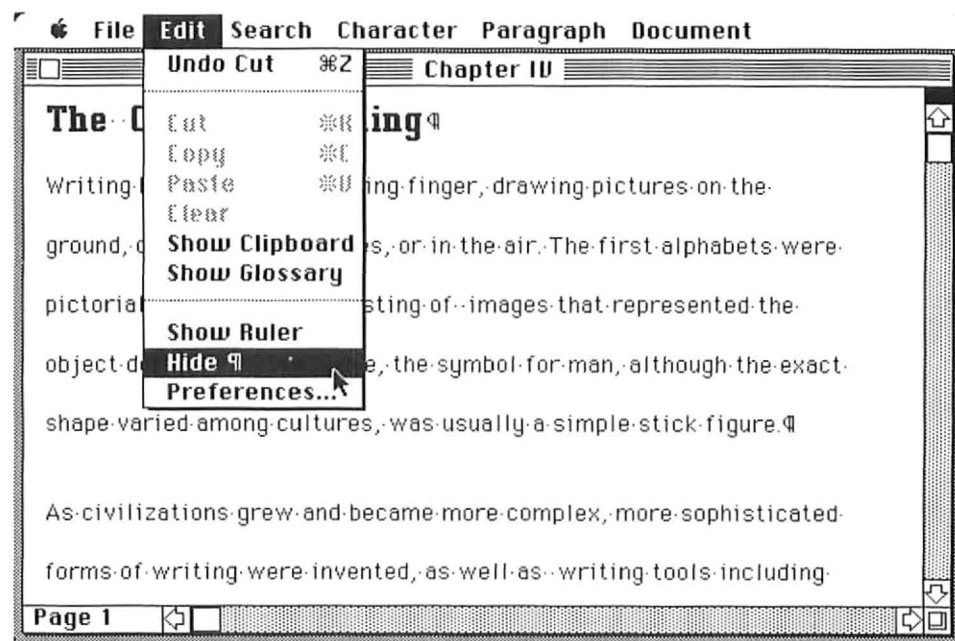 File Edit Search Character Paragraph Document
Chapter IV
Undo Cut ⌘Z
Cut ⌘X
Copy ⌘C
Paste ⌘V
Clear
Show Clipboard
Show Glossary
Show Ruler
Hide ¶
Preferences...
The ing¶
Writing ing·finger,·drawing·pictures·on·the·
ground,· s,·or·in·the·air.·The·first·alphabets·were·
pictorial sting·of··images·that·represented·the·
object·d e,·the·symbol·for·man,·although·the·exact·
shape·varied·among·cultures,·was·usually·a·simple·stick·figure.¶
As·civilizations·grew·and·became·more·complex,·more·sophisticated·
forms·of·writing·were·invented,·as·well·as··writing·tools·including·
Page 1